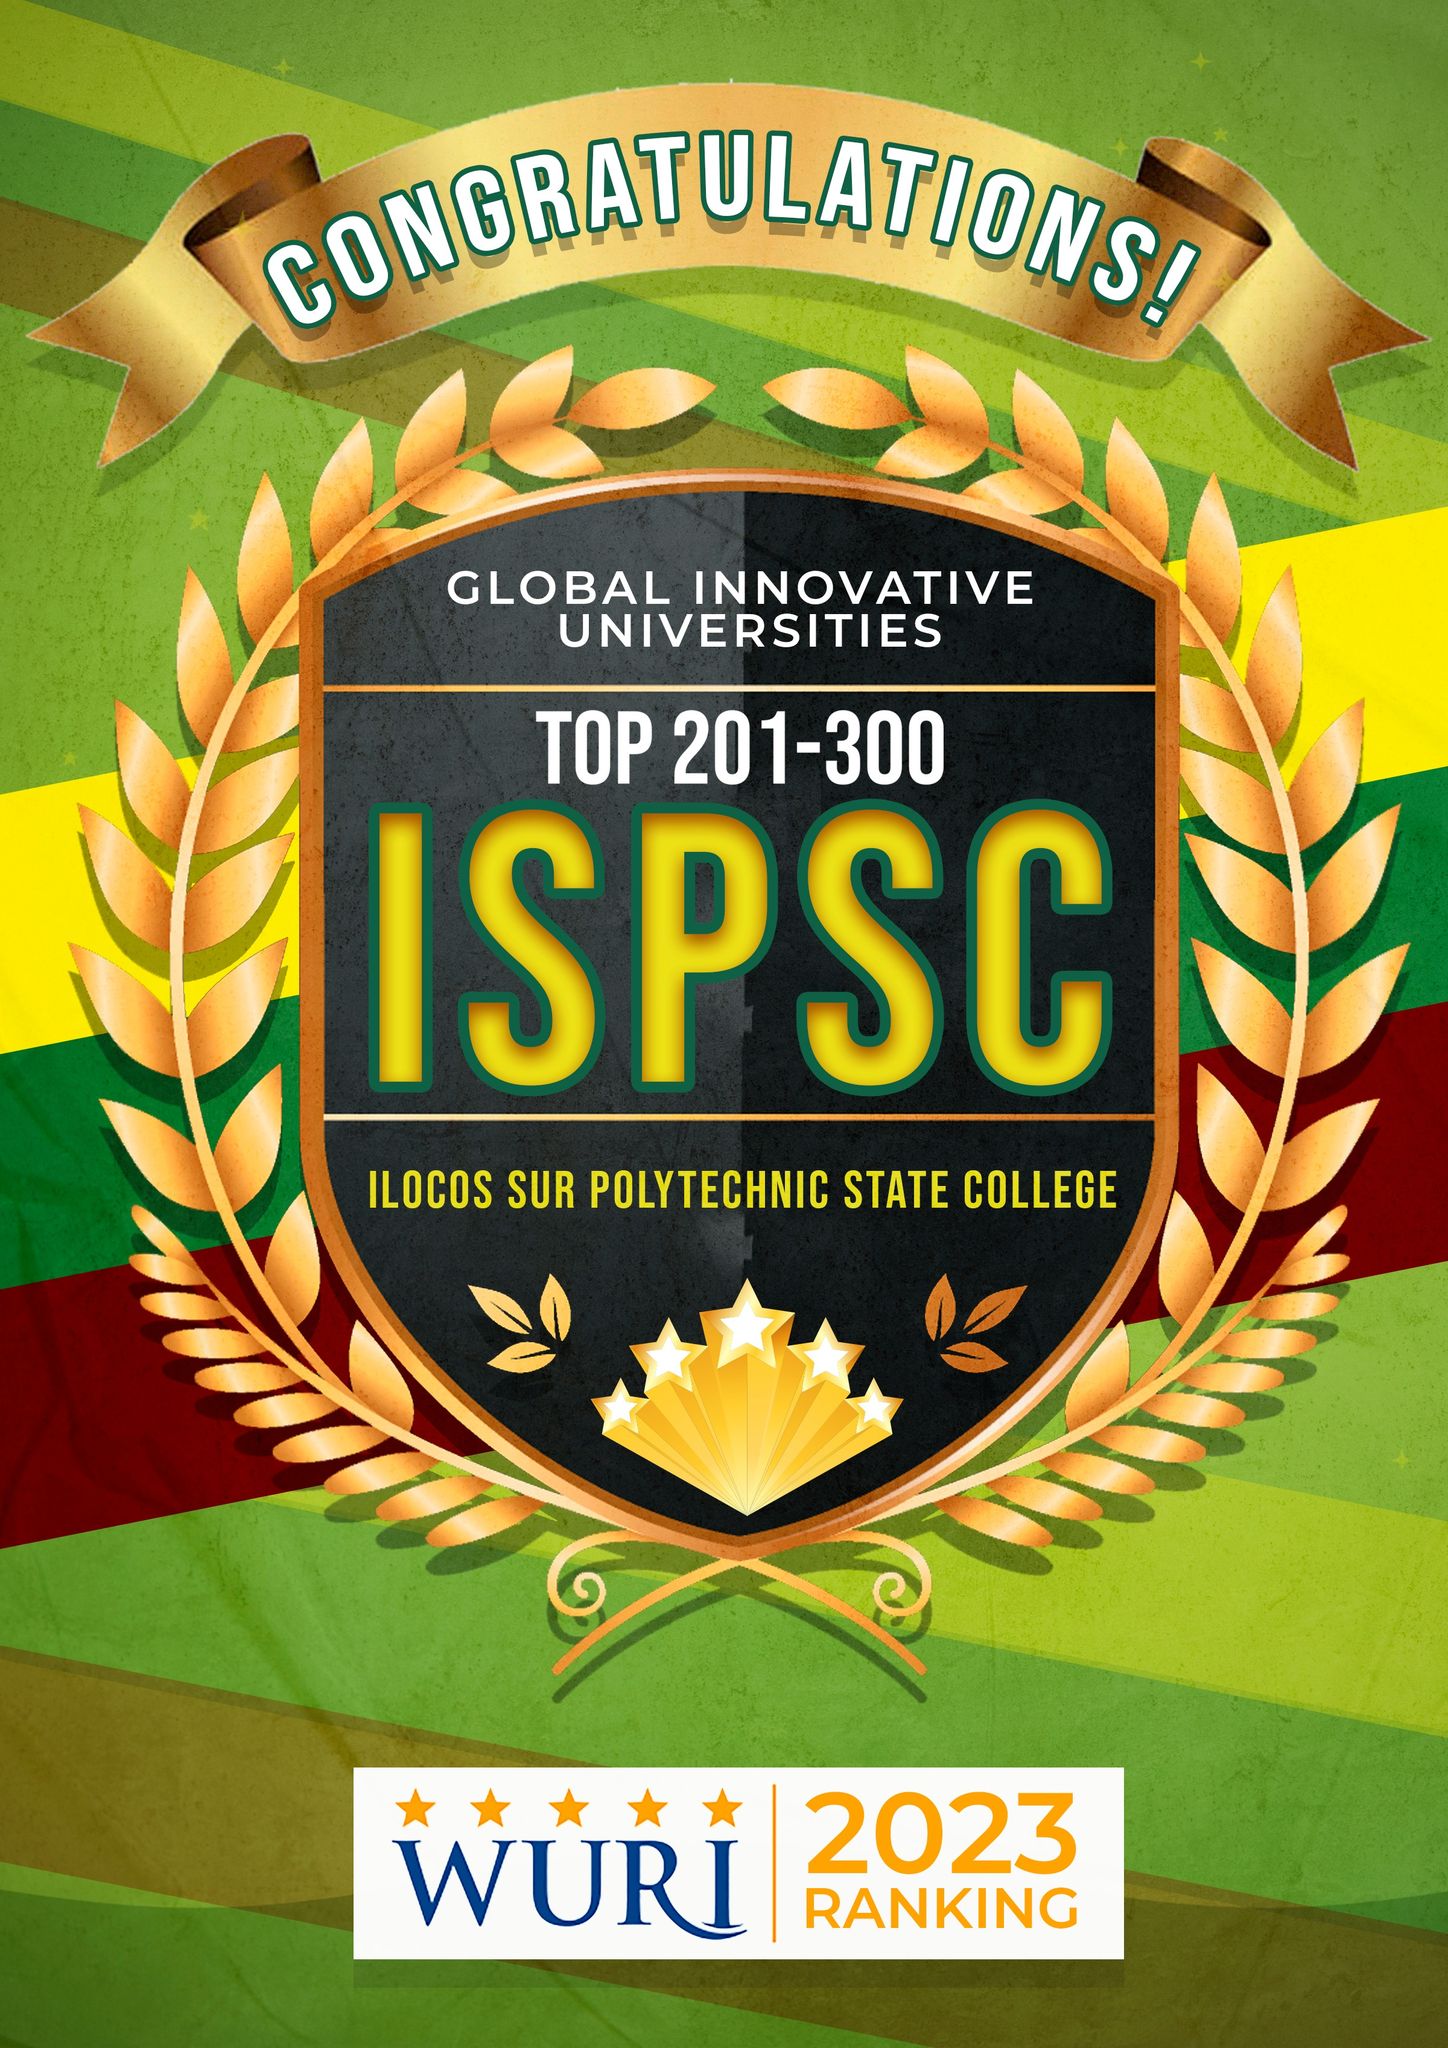 CONGRATULATIONS!
GLOBAL INNOVATIVE
UNIVERSITIES
TOP 201-300
ISPSC
ILOCOS SUR POLYTECHNIC STATE COLLEGE
WURI
2023
RANKING